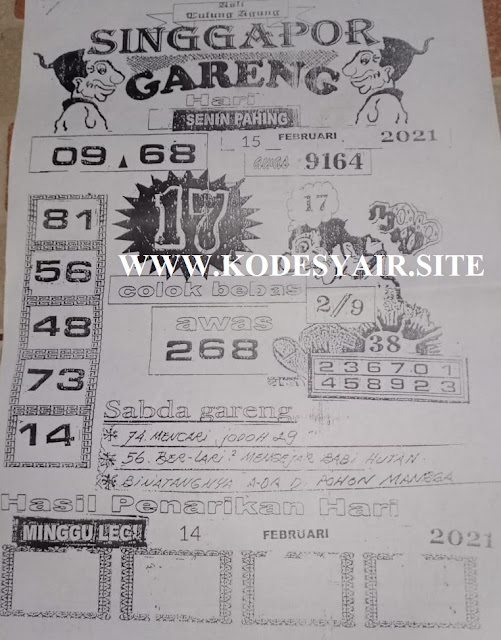 Asli
Tulung Agung
SINGGAPOR
GARENG
Hari
SENIN PAHING
15 FEBRUARI 2021
09 68
9164
81
17
17
WWW.KODESYAIR.SITE
56
colok bebas
2/9
awas
48
268
38
73
236701
458923
14
Sabda gareng
* 74. MENCARI JODOH 29
* 56. BER-LARI² MENGEJAR BABI HUTAN.
* BINATANGNYA ADA D. POHON MANGGA
Hasil Penarikan Hari
MINGGU LEGI 14 FEBRUARI 2021